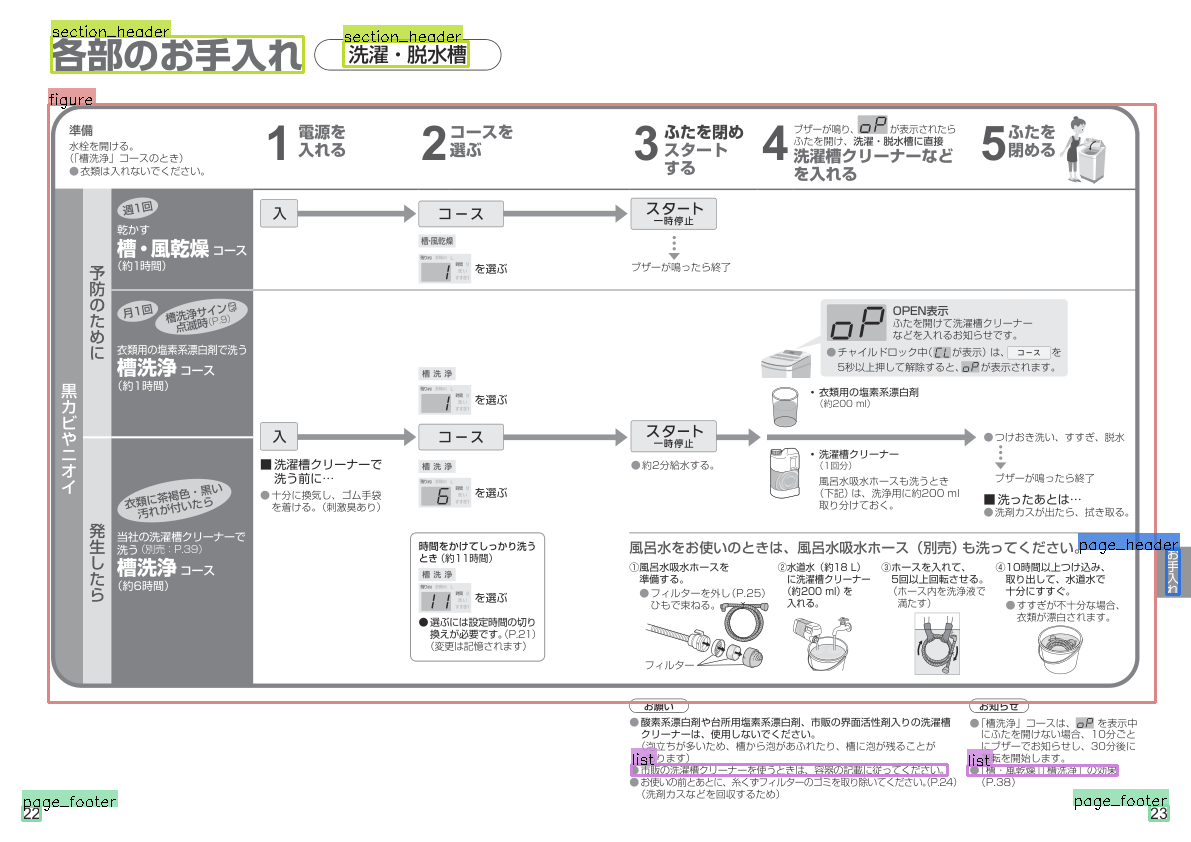 section_header
各部のお手入れ
section_header
洗濯・脱水槽
figure
準備
水栓を開ける。
(「槽洗浄」コースのとき)
●衣類は入れないでください。
1 電源を
入れる
2 コースを
選ぶ
3 ふたを閉め
スタート
する
4 ブザーが鳴り、oPが表示されたら
ふたを開け、洗濯・脱水槽に直接
洗濯槽クリーナーなど
を入れる
5 ふたを
閉める
黒カビやニオイ
予防のために
週1回
乾かす
槽・風乾燥 コース
(約1時間)
入
コース
槽・風乾燥
1 を選ぶ
スタート
一時停止
ブザーが鳴ったら終了
月1回
槽洗浄サイン
点滅時(P.9)
衣類用の塩素系漂白剤で洗う
槽洗浄 コース
(約1時間)
槽洗浄
1 を選ぶ
oP
OPEN表示
ふたを開けて洗濯槽クリーナー
などを入れるお知らせです。
●チャイルドロック中(CLが表示)は、コースを
5秒以上押して解除すると、oPが表示されます。
・衣類用の塩素系漂白剤
(約200 ml)
入
コース
スタート
一時停止
■洗濯槽クリーナーで
洗う前に…
●十分に換気し、ゴム手袋
を着ける。(刺激臭あり)
●約2分給水する。
・洗濯槽クリーナー
(1回分)
風呂水吸水ホースも洗うとき
(下記)は、洗浄用に約200 ml
取り分けておく。
●つけおき洗い、すすぎ、脱水
ブザーが鳴ったら終了
■洗ったあとは…
●洗剤カスが出たら、拭き取る。
発生したら
衣類に茶褐色・黒い
汚れが付いたら
当社の洗濯槽クリーナーで
洗う(別売:P.39)
槽洗浄 コース
(約6時間)
槽洗浄
6 を選ぶ
時間をかけてしっかり洗う
とき(約11時間)
槽洗浄
11 を選ぶ
●選ぶには設定時間の切り
換えが必要です。(P.21)
(変更は記憶されます)
風呂水をお使いのときは、風呂水吸水ホース(別売)も洗ってください。
①風呂水吸水ホースを
準備する。
●フィルターを外し(P.25)
ひもで束ねる。
フィルター
②水道水(約18 L)
に洗濯槽クリーナー
(約200 ml)を
入れる。
③ホースを入れて、
5回以上回転させる。
(ホース内を洗浄液で
満たす)
④10時間以上つけ込み、
取り出して、水道水で
十分にすすぐ。
●すすぎが不十分な場合、
衣類が漂白されます。
page_header
お手入れ
お願い
●酸素系漂白剤や台所用塩素系漂白剤、市販の界面活性剤入りの洗濯槽
クリーナーは、使用しないでください。
(泡立ちが多いため、槽から泡があふれたり、槽に泡が残ることが
ります)
list
●市販の洗濯槽クリーナーを使うときは、容器の記載に従ってください。
●お使いの前とあとに、糸くずフィルターのゴミを取り除いてください。(P.24)
(洗剤カスなどを回収するため)
お知らせ
●「槽洗浄」コースは、oPを表示中
にふたを開けない場合、10分ごと
にブザーでお知らせし、30分後に
転を開始します。
list
●「槽・風乾燥」「槽洗浄」の効果
(P.38)
page_footer
22
page_footer
23